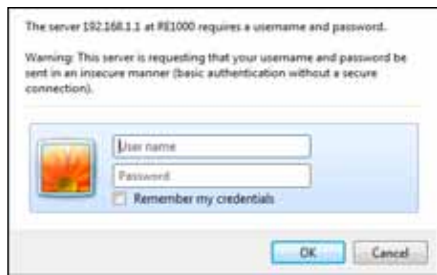 The server 192.168.1.1 at RE1000 requires a username and password.
Warning: This server is requesting that your username and password be
sent in an insecure manner (basic authentication without a secure
connection).
User name
Password
Remember my credentials
OK
Cancel